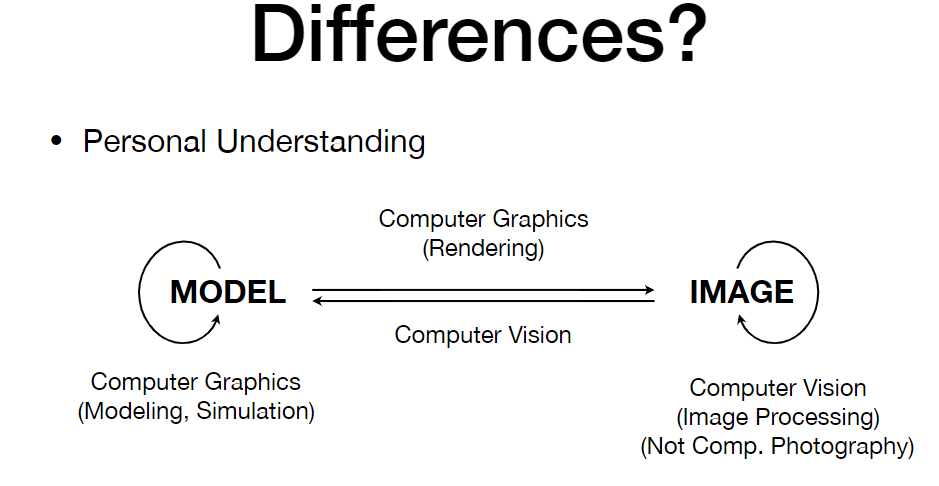 Differences?
• Personal Understanding
Computer Graphics
(Rendering)
MODEL
IMAGE
Computer Vision
Computer Graphics
(Modeling, Simulation)
Computer Vision
(Image Processing)
(Not Comp. Photography)